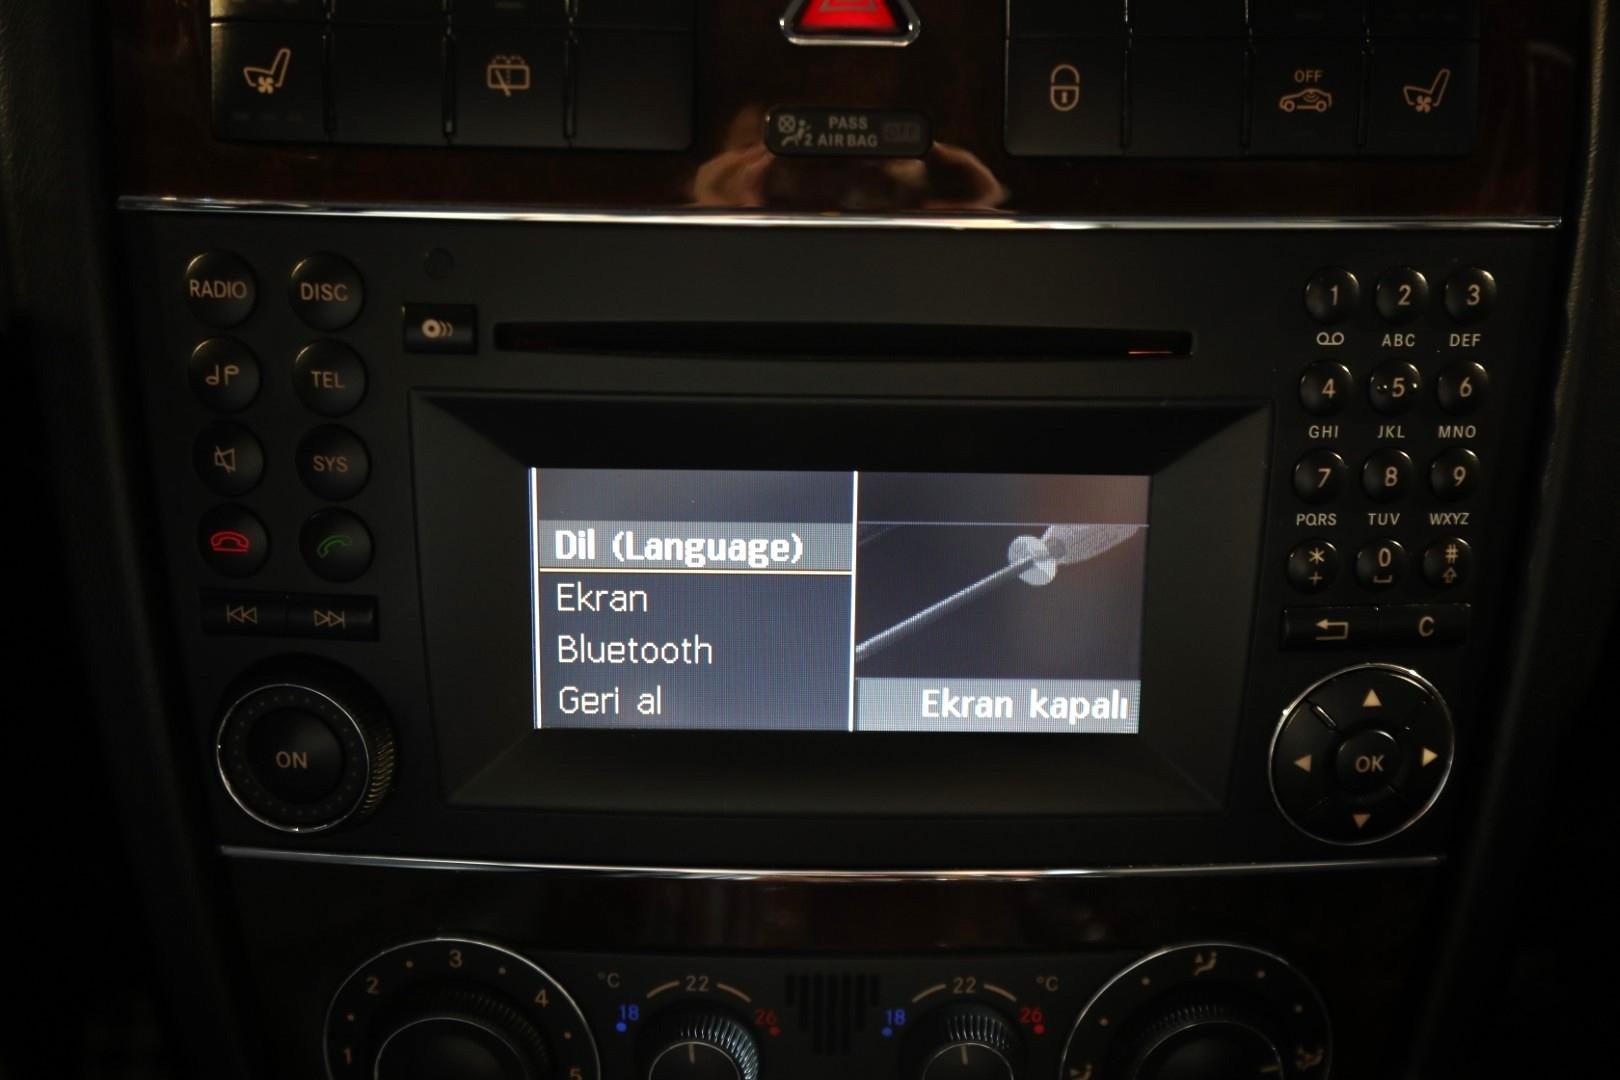 OFF
PASS
2 AIR BAG OFF
RADIO
DISC
1
2
3
ABC
DEF
TEL
4
5
6
GHI
JKL
MNO
SYS
7
8
9
PQRS
TUV
WXYZ
*
0
#
+
C
Dil (Language)
Ekran
Bluetooth
Geri al
Ekran kapalı
ON
OK
1
2
3
4
5
°C
18
22
26
18
22
26
°C